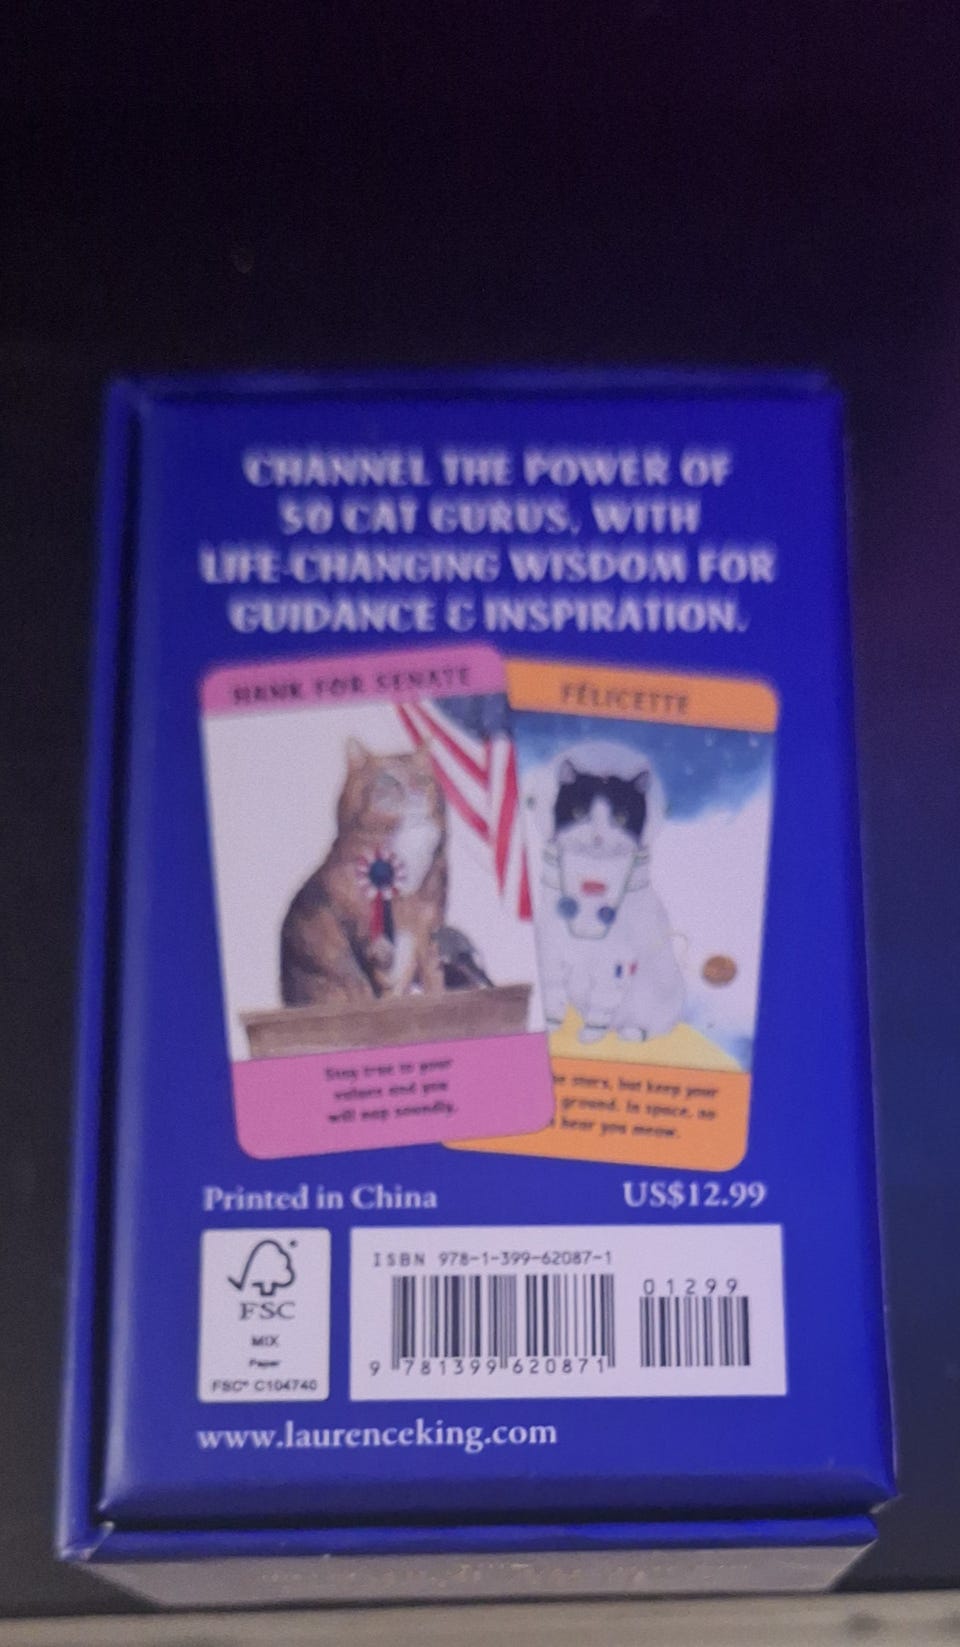 CHANNEL THE POWER OF
50 CAT GURUS, WITH
LIFE-CHANGING WISDOM FOR
GUIDANCE & INSPIRATION.
HANK FOR SENATE
FÉLICETTE
Stay true to your
values and you
will nap soundly.
stars, but keep your
ground. In space, no
hear you meow.
Printed in China
US$12.99
FSC
MIX
Paper
FSC® C104740
ISBN 978-1-399-62087-1
01299
9 781399 620871
www.laurenceking.com